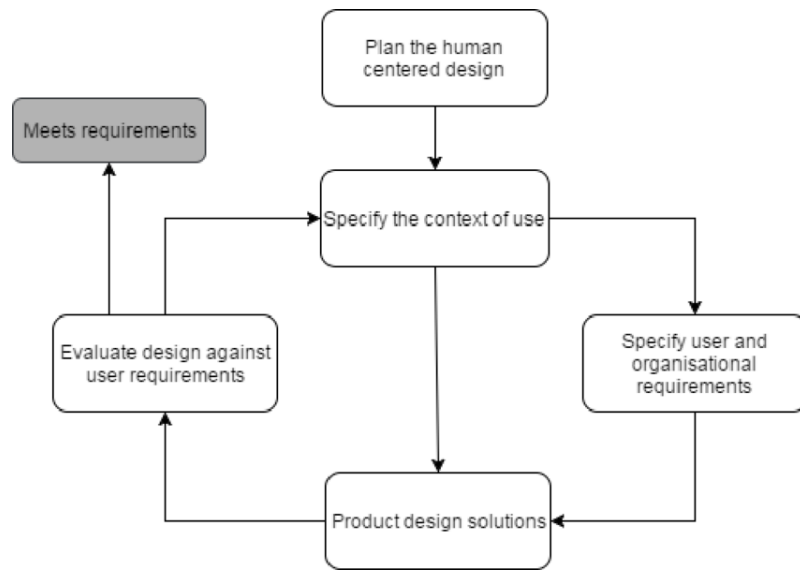 Plan the human
centered design
Meets requirements
Specify the context of use
Evaluate design against
user requirements
Specify user and
organisational
requirements
Product design solutions